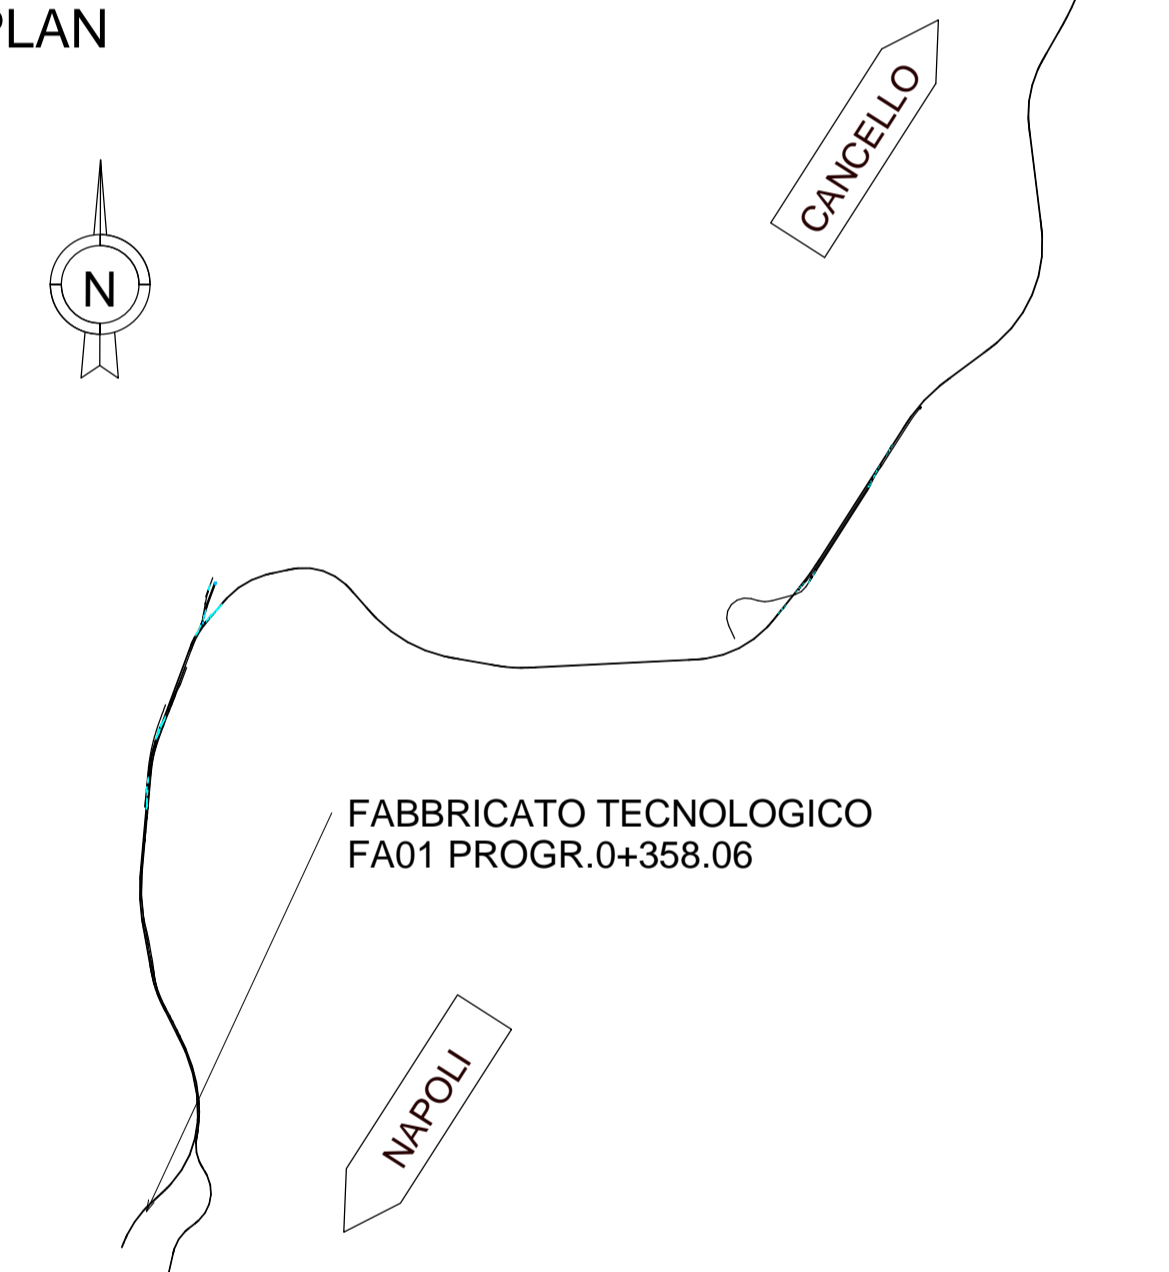 PLAN
CANCELLO
N
FABBRICATO TECNOLOGICO
FA01 PROGR.0+358.06
NAPOLI